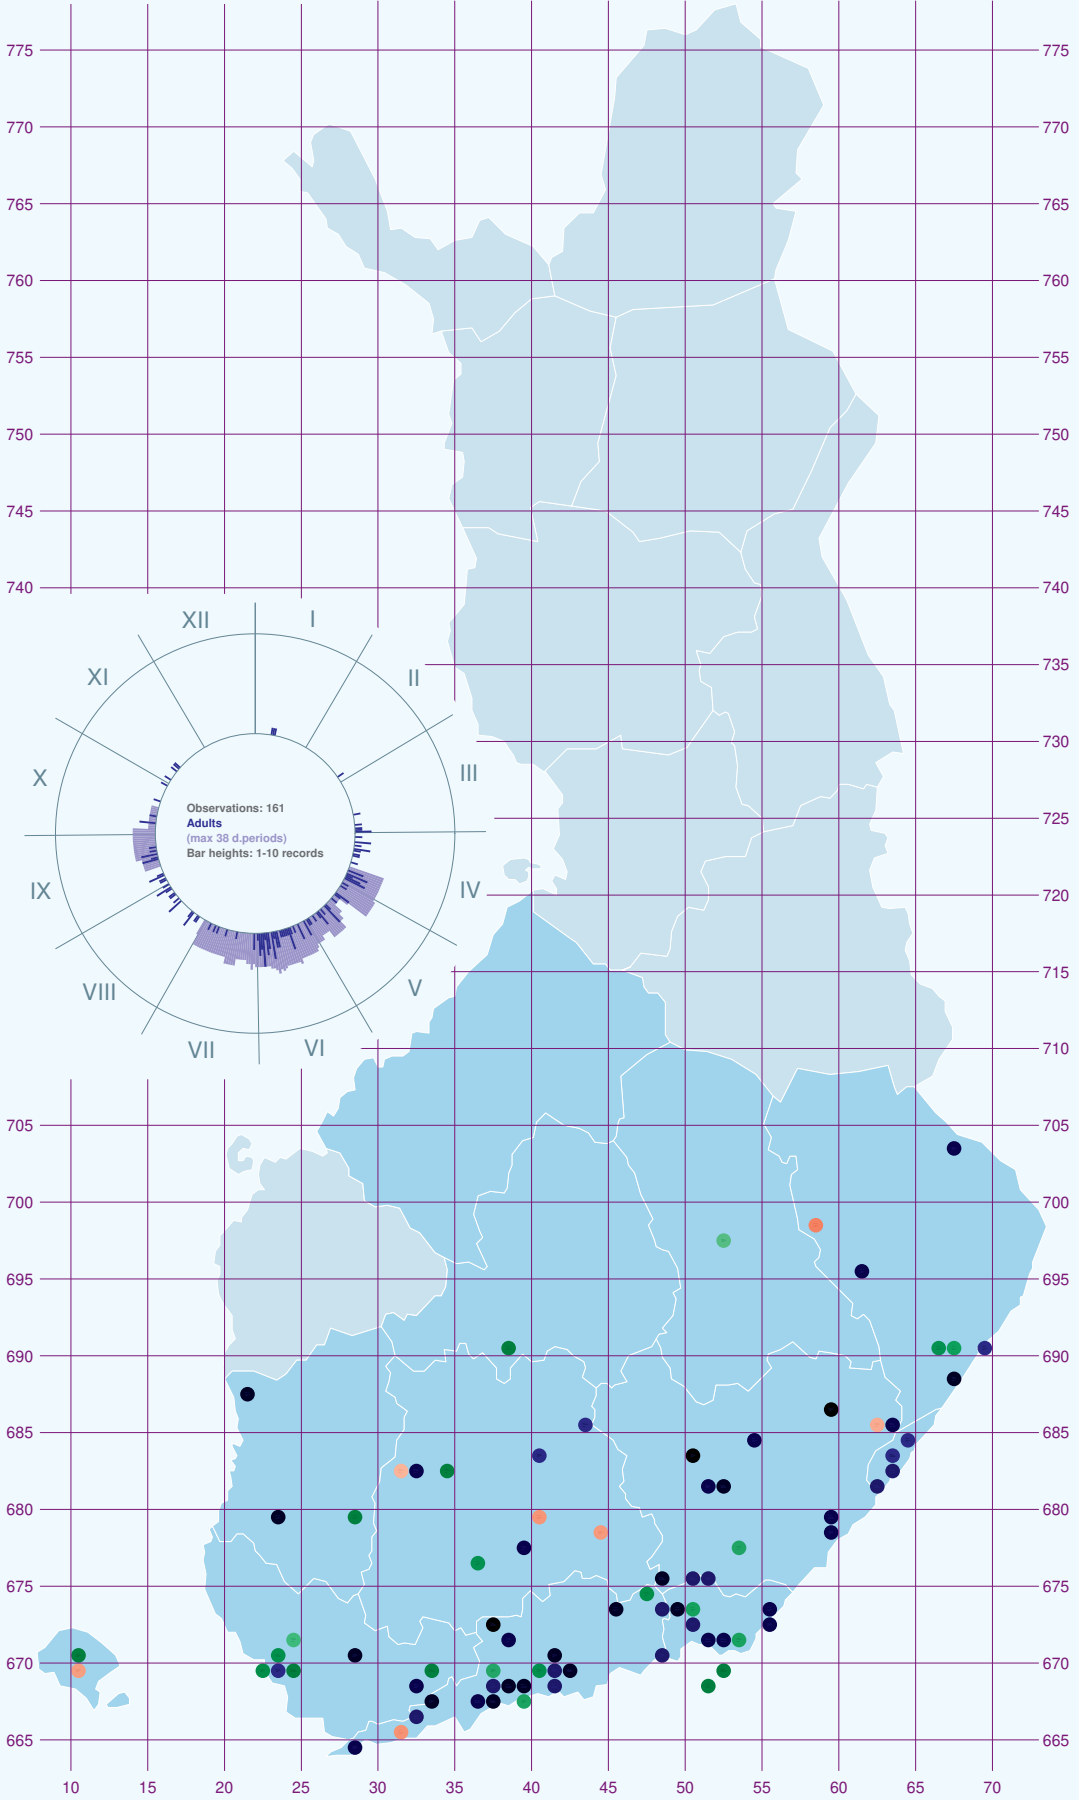 775 775
770 770
765 765
760 760
755 755
750 750
745 745
740 740
XII I
XI II
735 735
730 730
X III
Observations: 161
Adults
(max 38 d.periods)
Bar heights: 1-10 records
725 725
IX IV
720 720
715 715
VIII V
VII VI
710 710
705 705
700 700
695 695
690 690
685 685
680 680
675 675
670 670
665 665
10 15 20 25 30 35 40 45 50 55 60 65 70